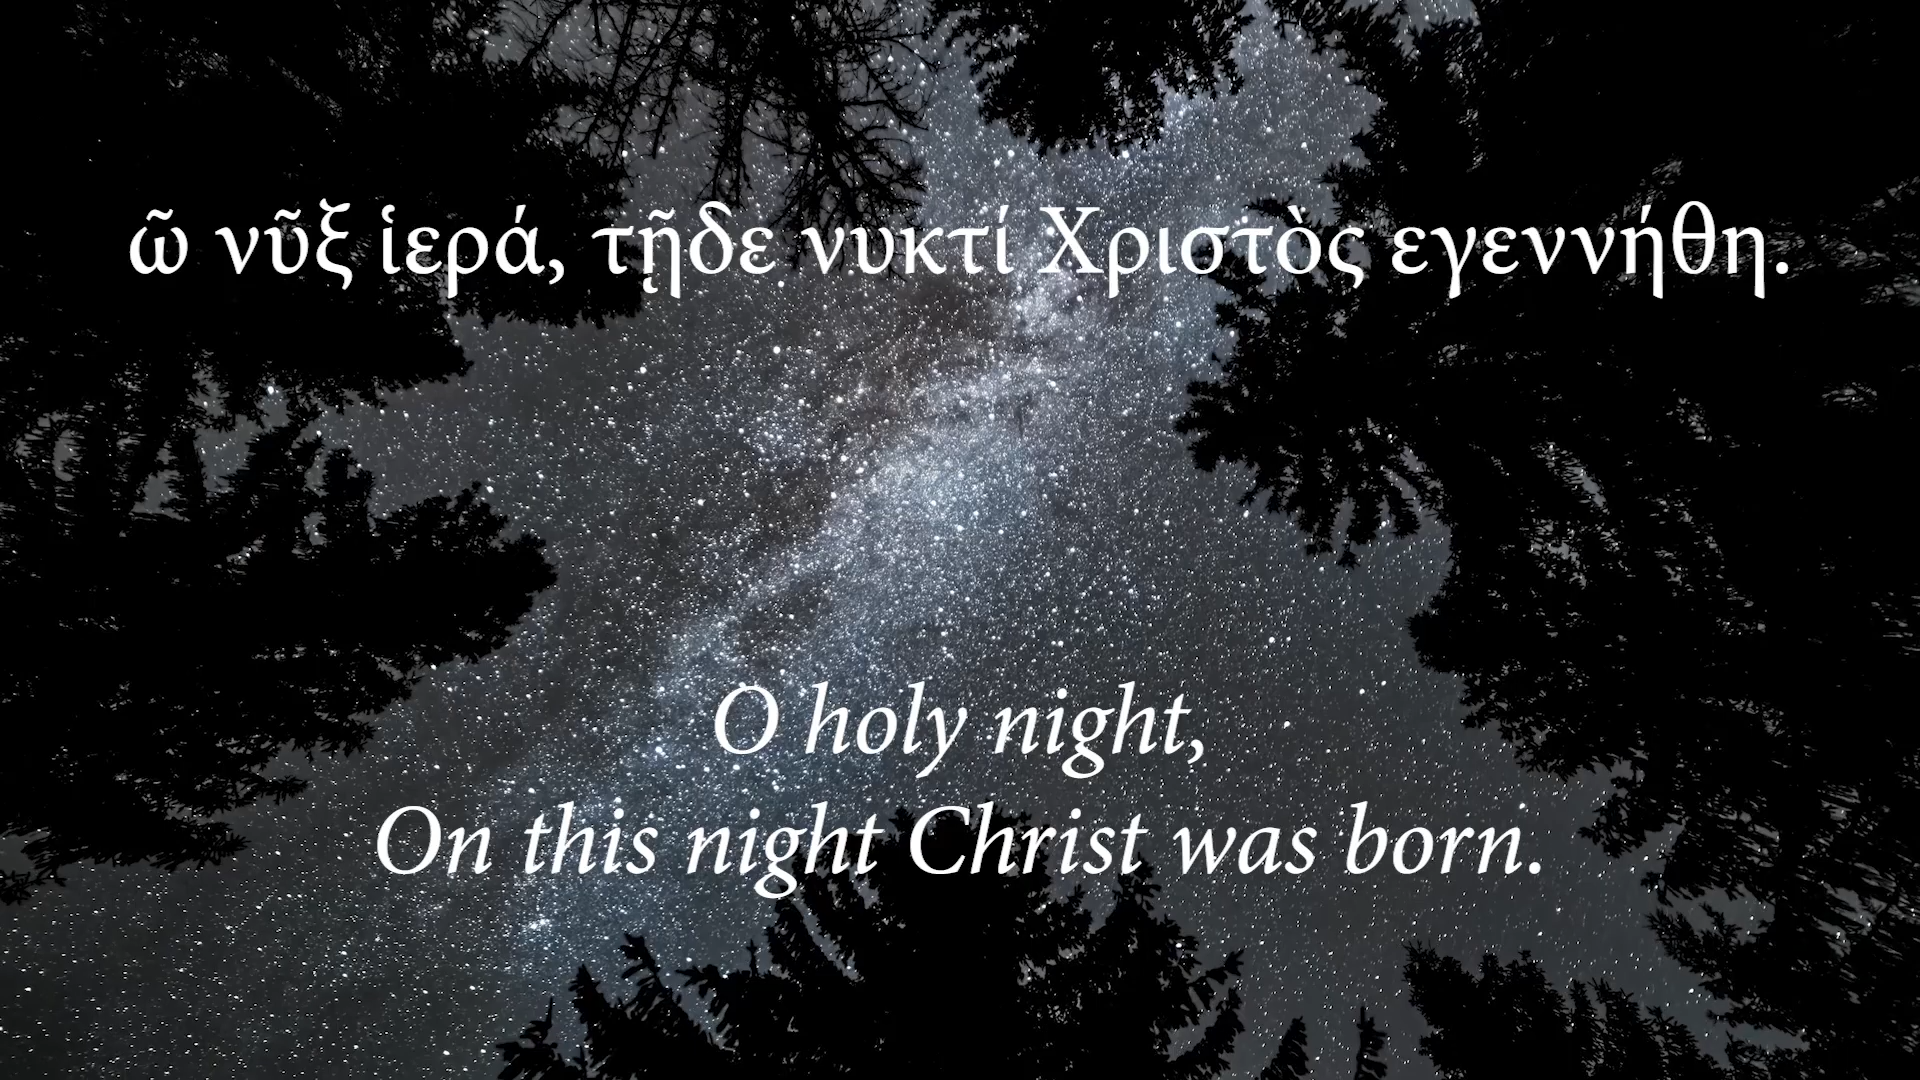 ῶ νῦξ ἱερά, τῇδε νυκτί Χριστὸς εγεννήθη.
O holy night,
On this night Christ was born.